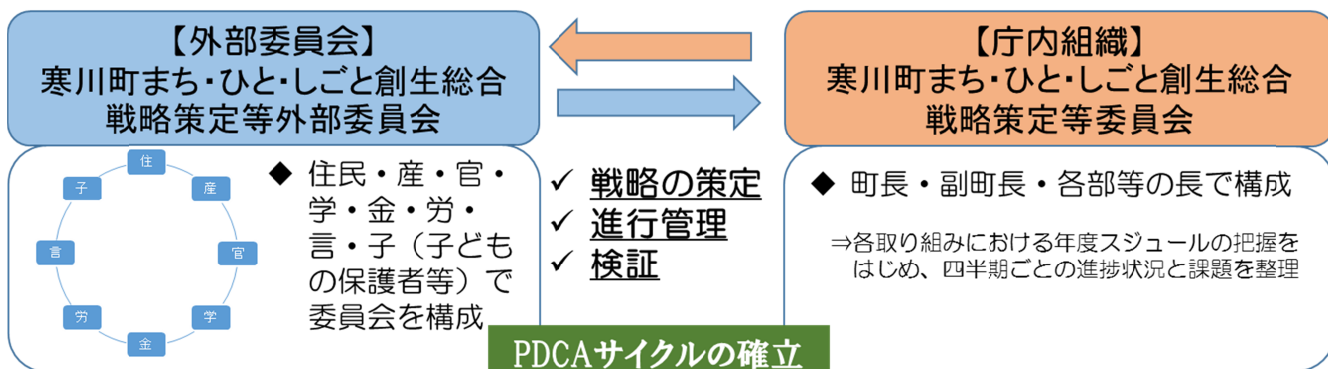 【外部委員会】
寒川町まち・ひと・しごと創生総合
戦略策定等外部委員会
住
産
官
学
金
労
言
子
◆ 住民・産・官・
学・金・労・
言・子（子ども
の保護者等）で
委員会を構成
✓ 戦略の策定
✓ 進行管理
✓ 検証
【庁内組織】
寒川町まち・ひと・しごと創生総合
戦略策定等委員会
◆ 町長・副町長・各部等の長で構成
⇒各取り組みにおける年度スジュールの把握を
はじめ、四半期ごとの進捗状況と課題を整理
PDCAサイクルの確立